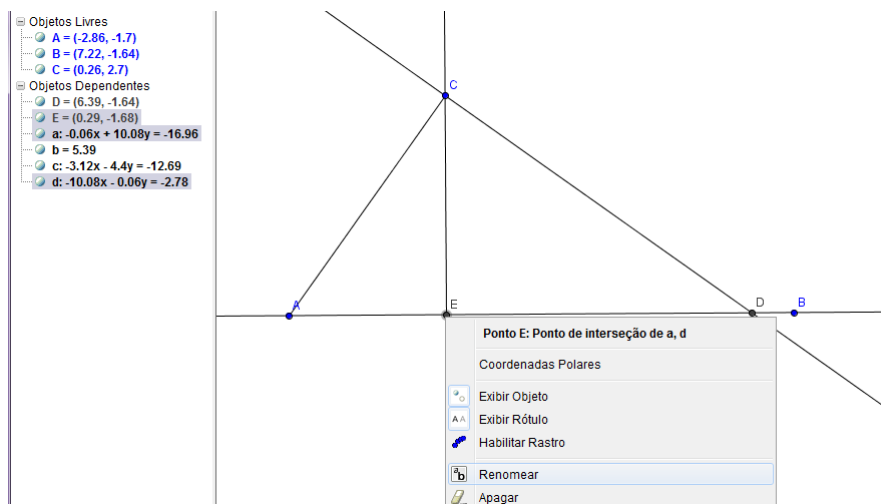 Objetos Livres
A = (-2.86, -1.7)
B = (7.22, -1.64)
C = (0.26, 2.7)
Objetos Dependentes
D = (6.39, -1.64)
E = (0.29, -1.68)
a: -0.06x + 10.08y = -16.96
b = 5.39
c: -3.12x - 4.4y = -12.69
d: -10.08x - 0.06y = -2.78
C
A
E
D
B
Ponto E: Ponto de interseção de a, d
Coordenadas Polares
Exibir Objeto
AA Exibir Rótulo
Habilitar Rastro
ab Renomear
Apagar